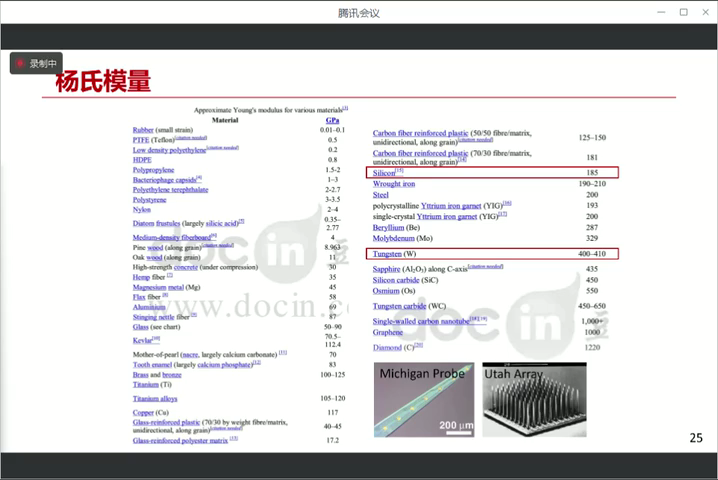 腾讯会议
录制中
杨氏模量
Approximate Young's modulus for various materials[2]
Material GPa
Rubber (small strain) 0.01–0.1
PTFE (Teflon)[citation needed] 0.5
Low density polyethylene[citation needed] 0.2
HDPE 0.8
Polypropylene 1.5-2
Bacteriophage capsids[4] 1–3
Polyethylene terephthalate 2-2.7
Polystyrene 3-3.5
Nylon 2–4
Diatom frustules (largely silicic acid)[5] 0.35–2.77
Medium-density fiberboard[6] 4
Pine wood (along grain)[citation needed] 8.963
Oak wood (along grain) 11
High-strength concrete (under compression) 30
Hemp fiber [7] 35
Magnesium metal (Mg) 45
Flax fiber [8] 58
Aluminium 69
Stinging nettle fiber [9] 87
Glass (see chart) 50–90
Kevlar[10] 70.5–112.4
Mother-of-pearl (nacre, largely calcium carbonate) [11] 70
Tooth enamel (largely calcium phosphate)[12] 83
Brass and bronze 100–125
Titanium (Ti)
Titanium alloys 105–120
Copper (Cu) 117
Glass-reinforced plastic (70/30 by weight fibre/matrix,
unidirectional, along grain)[citation needed] 40–45
Glass-reinforced polyester matrix [13] 17.2
Carbon fiber reinforced plastic (50/50 fibre/matrix,
unidirectional, along grain)[citation needed] 125–150
Carbon fiber reinforced plastic (70/30 fibre/matrix,
unidirectional, along grain)[14] 181
Silicon[15] 185
Wrought iron 190–210
Steel 200
polycrystalline Yttrium iron garnet (YIG)[16] 193
single-crystal Yttrium iron garnet (YIG)[17] 200
Beryllium (Be) 287
Molybdenum (Mo) 329
Tungsten (W) 400–410
Sapphire (Al2O3) along C-axis[citation needed] 435
Silicon carbide (SiC) 450
Osmium (Os) 550
Tungsten carbide (WC) 450–650
Single-walled carbon nanotube[18][19] 1,000+
Graphene 1000
Diamond (C)[20] 1220
Michigan Probe
200 μm
Utah Array
25
docin
www.docin.c
docin